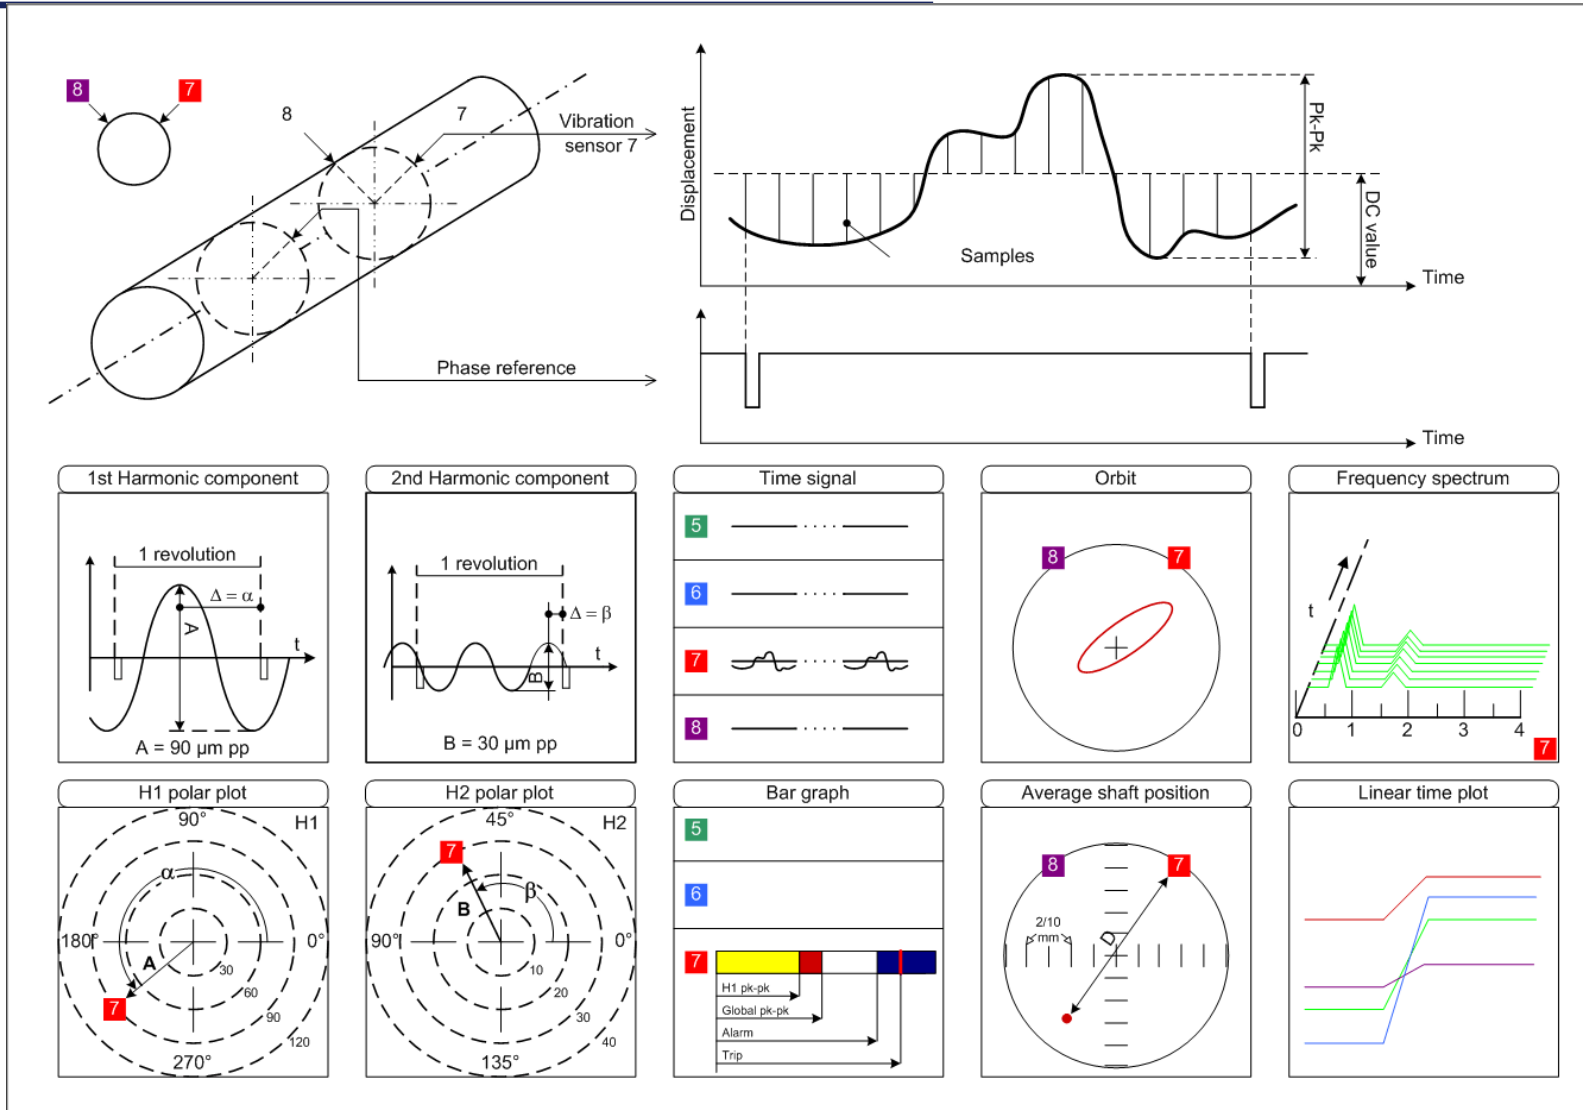 8
7
8
7
Vibration
sensor 7
Phase reference
Displacement
Samples
Pk-Pk
DC value
Time
Time
1st Harmonic component
1 revolution
Δ = α
A
t
A = 90 µm pp
2nd Harmonic component
1 revolution
Δ = β
B
t
B = 30 µm pp
Time signal
5
6
7
8
Orbit
8
7
Frequency spectrum
t
0 1 2 3 4
7
H1 polar plot
90°
H1
α
180°
0°
A
30
60
90
120
7
270°
H2 polar plot
45°
H2
7
β
B
90°
0°
10
20
30
40
135°
Bar graph
5
6
7
H1 pk-pk
Global pk-pk
Alarm
Trip
Average shaft position
8
7
2/10
mm
D
Linear time plot